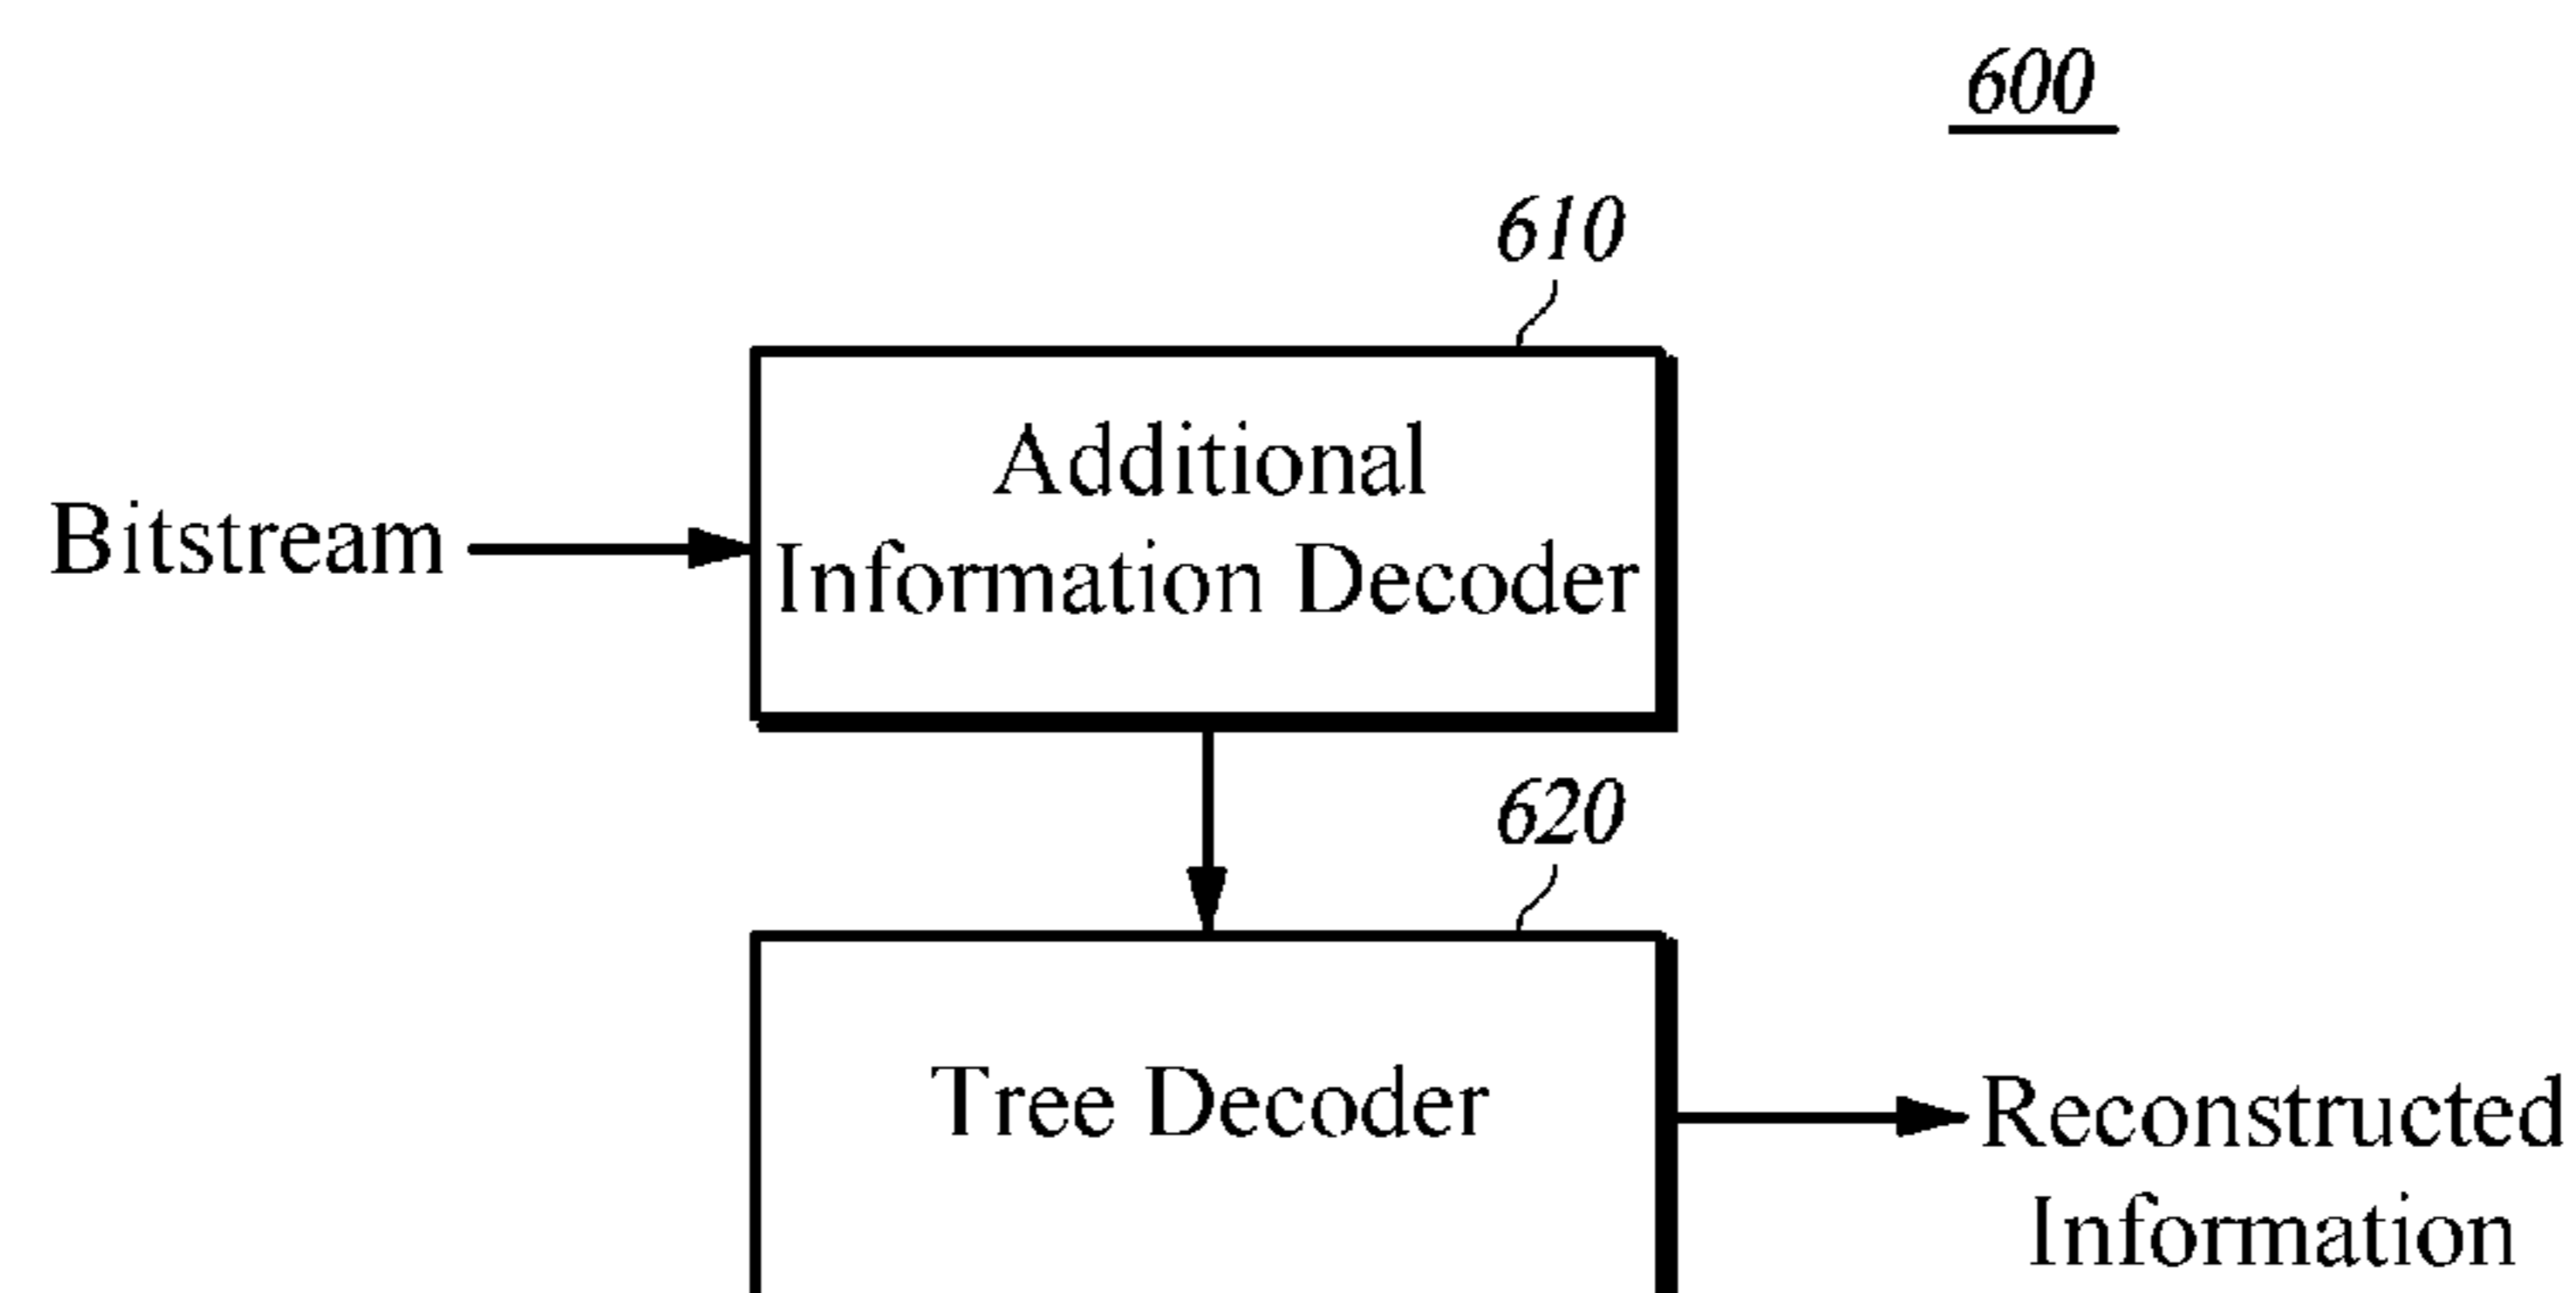 600
610
Additional
Bitstream
Information Decoder
620
Tree Decoder
Reconstructed
Information